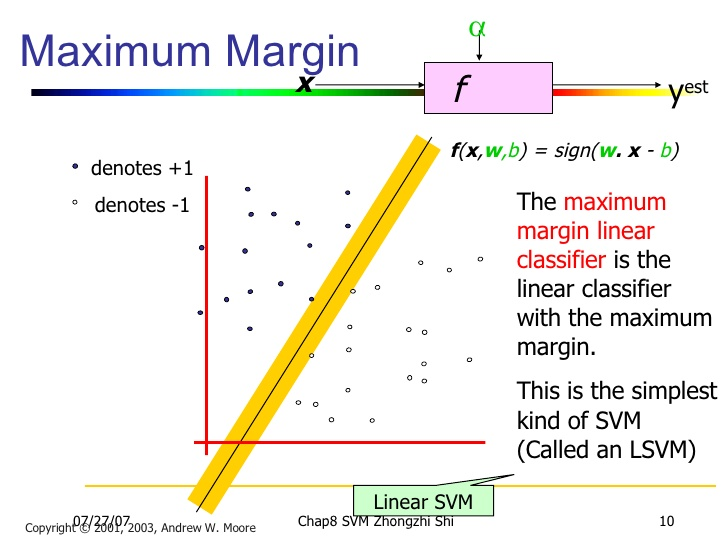 Maximum Margin
α
x
f
yest
f(x,w,b) = sign(w. x - b)
denotes +1
denotes -1
The maximum
margin linear
classifier is the
linear classifier
with the maximum
margin.
This is the simplest
kind of SVM
(Called an LSVM)
Linear SVM
07/27/07
Copyright © 2001, 2003, Andrew W. Moore
Chap8 SVM Zhongzhi Shi
10